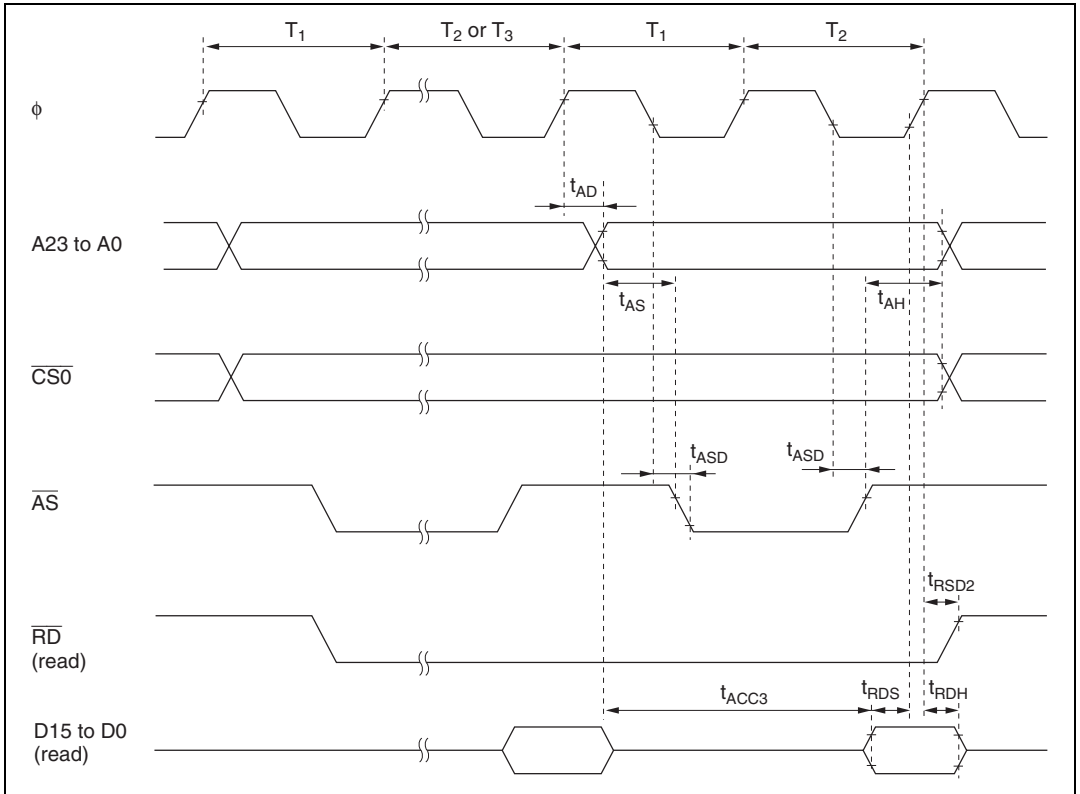 T1 T2 or T3 T1 T2
ϕ
tAD
A23 to A0
tAS tAH
CS0
tASD tASD
AS
tRSD2
RD
(read)
tACC3 tRDS tRDH
D15 to D0
(read)